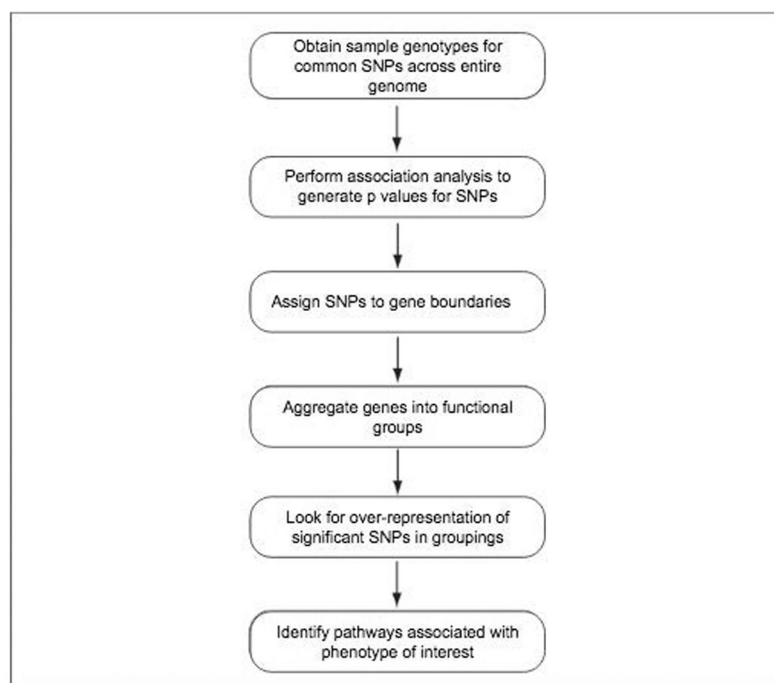 Obtain sample genotypes for
common SNPs across entire
genome
Perform association analysis to
generate p values for SNPs
Assign SNPs to gene boundaries
Aggregate genes into functional
groups
Look for over-representation of
significant SNPs in groupings
Identify pathways associated with
phenotype of interest